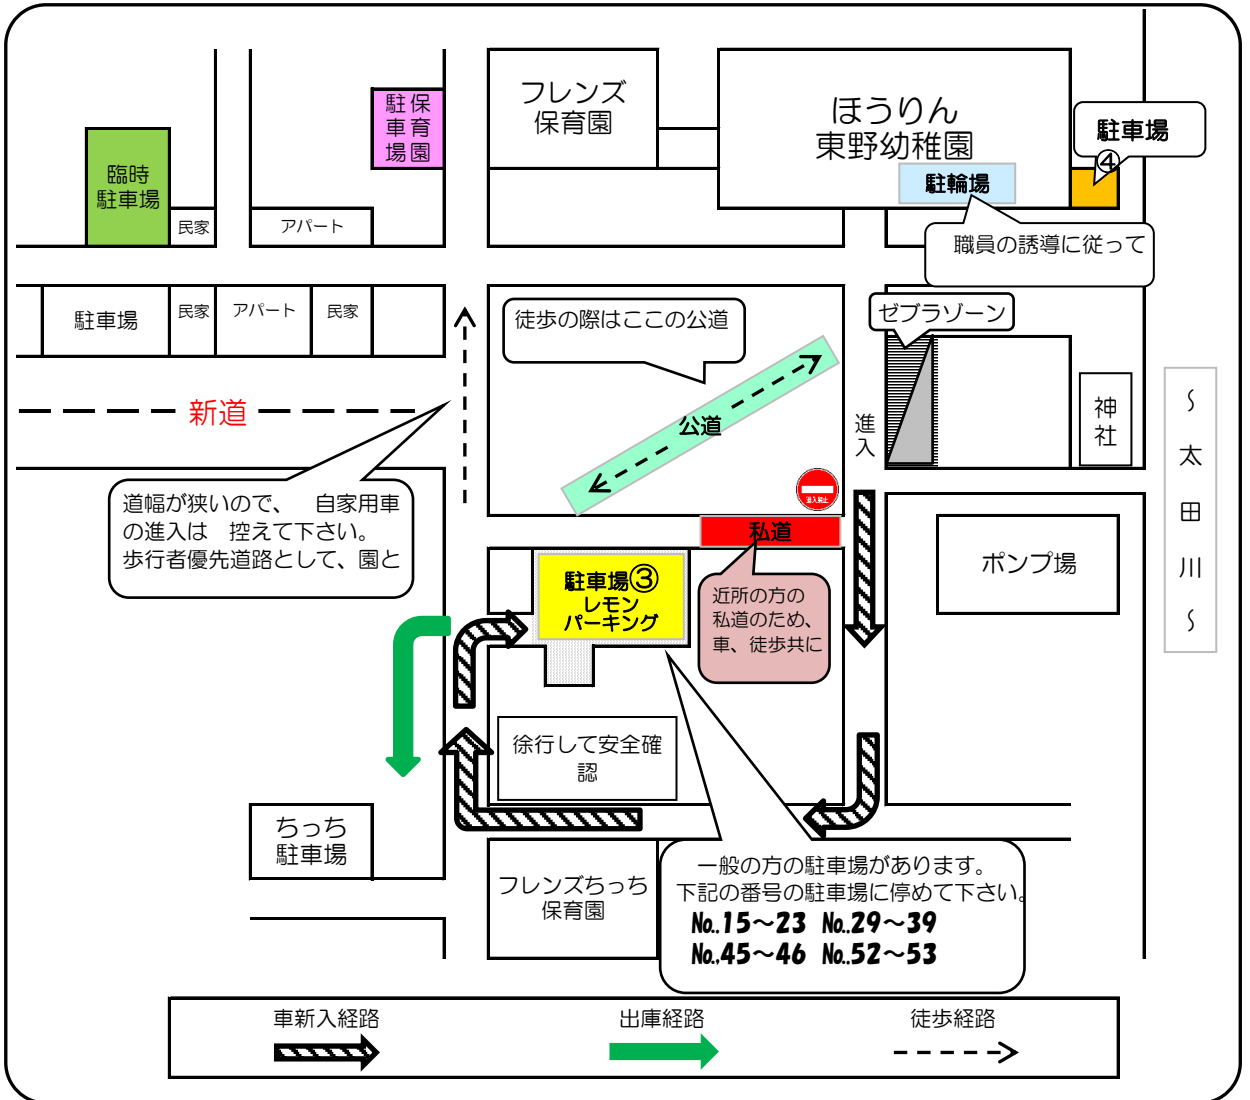 フレンズ
保育園
ほうりん
東野幼稚園
駐車場
④
保育園
駐車場
臨時
駐車場
駐輪場
民家
アパート
職員の誘導に従って
駐車場
民家
アパート
民家
徒歩の際はここの公道
ゼブラゾーン
新道
公道
進入
神社
～太田川～
進入禁止
道幅が狭いので、　自家用車
の進入は　控えて下さい。
歩行者優先道路として、園と
私道
駐車場③
レモン
パーキング
近所の方の
私道のため、
車、徒歩共に
ポンプ場
徐行して安全確
認
ちっち
駐車場
フレンズちっち
保育園
一般の方の駐車場があります。
下記の番号の駐車場に停めて下さい。
No.15～23 No.29～39
No.45～46 No.52～53
車新入経路
出庫経路
徒歩経路